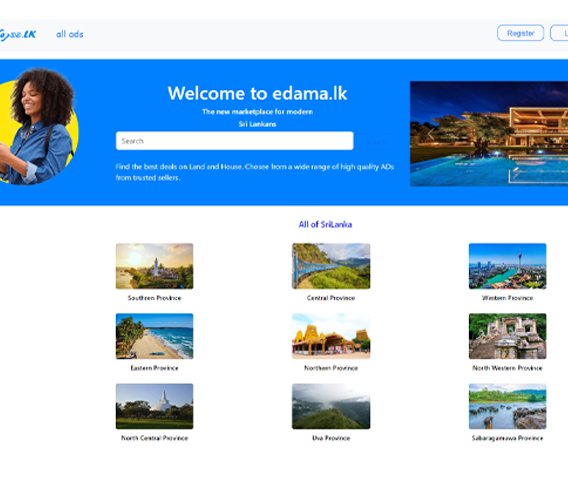 all ads
Register
Welcome to edama.lk
The new marketplace for modern
Sri Lankans
Search
Find the best deals on Land and House. Choose from a wide range of high quality ADs
from trusted sellers.
All of SriLanka
Southren Province
Central Province
Western Province
Eastern Province
Northern Province
North Western Province
North Central Province
Uva Province
Sabaragamuwa Province